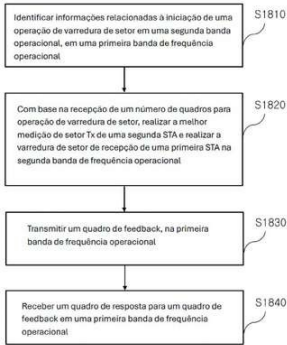 Identificar informações relacionadas à iniciação de uma
operação de varredura de setor em uma segunda banda
operacional, em uma primeira banda de frequência
operacional
S1810
Com base na recepção de um número de quadros para
operação de varredura de setor, realizar a melhor
medição de setor Tx de uma segunda STA e realizar a
varredura de setor de recepção de uma primeira STA na
segunda banda de frequência operacional
S1820
Transmitir um quadro de feedback, na primeira
banda de frequência operacional
S1830
Receber um quadro de resposta para um quadro de
feedback em uma primeira banda de frequência
operacional
S1840